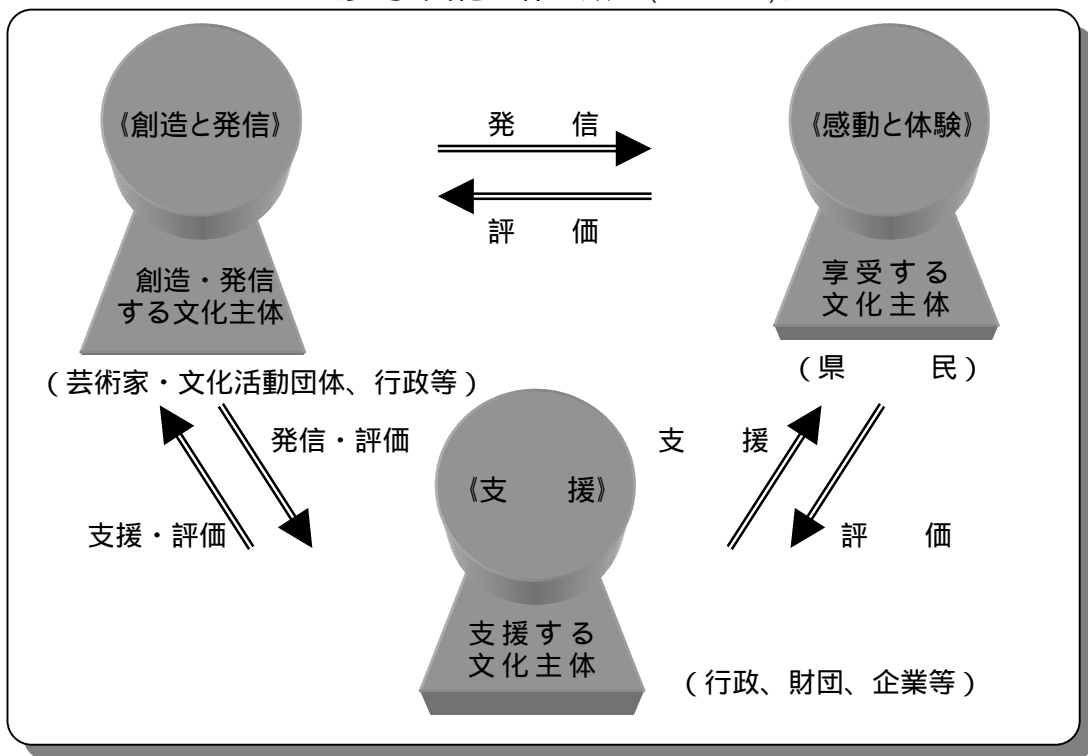 《創造と発信》
発　　信
《感動と体験》
評　　価
創造・発信
する文化主体
享受する
文化主体
（芸術家・文化活動団体、行政等）
（県　　　民）
発信・評価
支　　援
《支　　援》
支援・評価
評　　価
支援する
文化主体
（行政、財団、企業等）